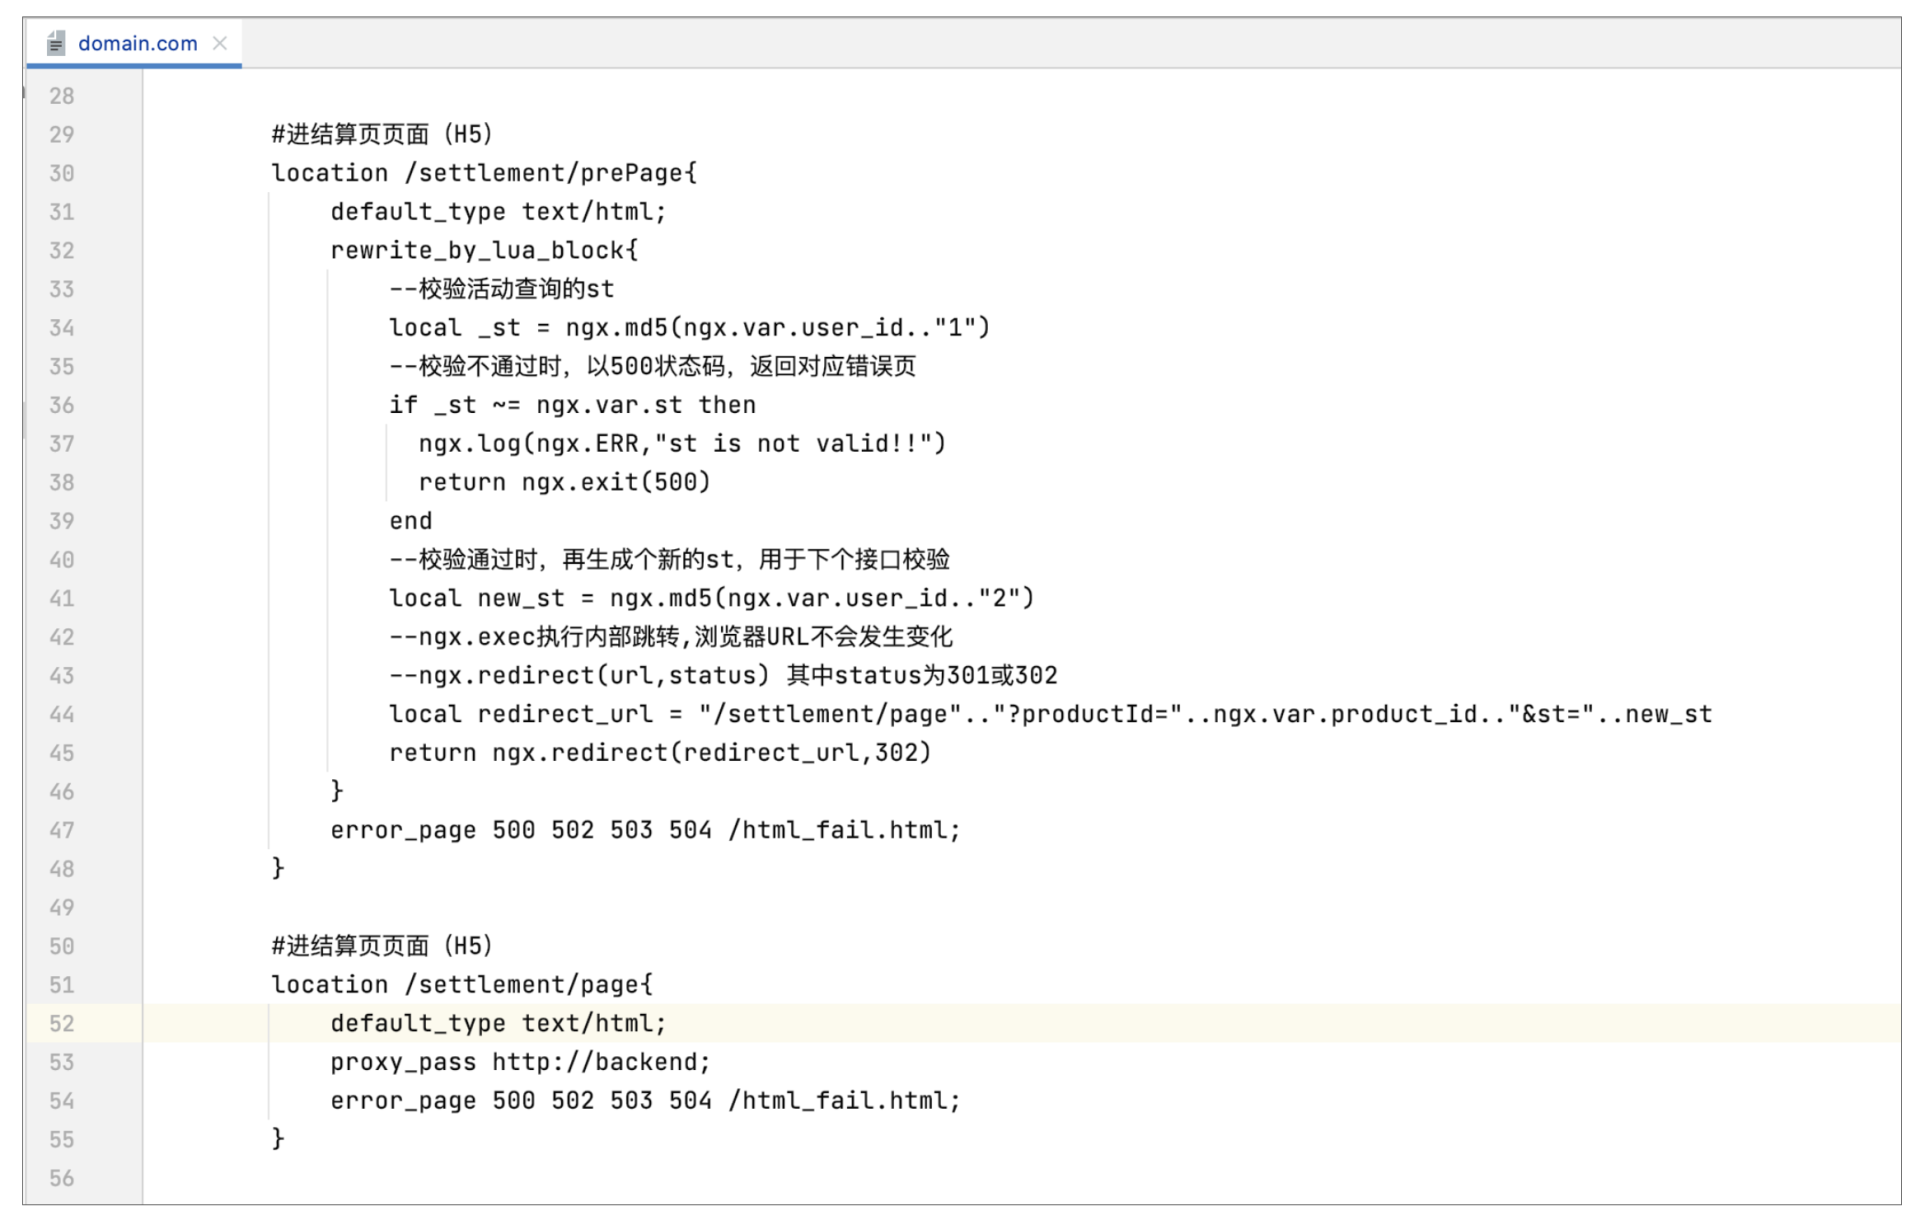 domain.com
28
29 #进结算页页面（H5）
30 location /settlement/prePage{
31 default_type text/html;
32 rewrite_by_lua_block{
33 --校验活动查询的st
34 local _st = ngx.md5(ngx.var.user_id.."1")
35 --校验不通过时，以500状态码，返回对应错误页
36 if _st ~= ngx.var.st then
37 ngx.log(ngx.ERR,"st is not valid!!")
38 return ngx.exit(500)
39 end
40 --校验通过时，再生成个新的st，用于下个接口校验
41 local new_st = ngx.md5(ngx.var.user_id.."2")
42 --ngx.exec执行内部跳转,浏览器URL不会发生变化
43 --ngx.redirect(url,status) 其中status为301或302
44 local redirect_url = "/settlement/page".."?productId="..ngx.var.product_id.."&st="..new_st
45 return ngx.redirect(redirect_url,302)
46 }
47 error_page 500 502 503 504 /html_fail.html;
48 }
49
50 #进结算页页面（H5）
51 location /settlement/page{
52 default_type text/html;
53 proxy_pass http://backend;
54 error_page 500 502 503 504 /html_fail.html;
55 }
56